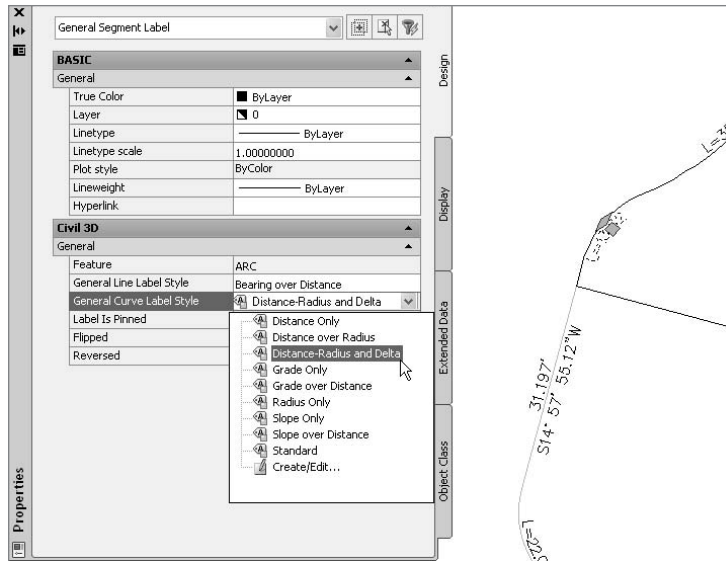 General Segment Label
BASIC
General
True Color ByLayer
Layer 0
Linetype ByLayer
Linetype scale 1.00000000
Plot style ByColor
Lineweight ByLayer
Hyperlink
Civil 3D
General
Feature ARC
General Line Label Style Bearing over Distance
General Curve Label Style Distance-Radius and Delta
Label Is Pinned
Flipped
Reversed
Distance Only
Distance over Radius
Distance-Radius and Delta
Grade Only
Grade over Distance
Radius Only
Slope Only
Slope over Distance
Standard
Create/Edit...
Properties
Design
Display
Extended Data
Object Class
31.197'
S14° 57' 55.12"W
L=22.0